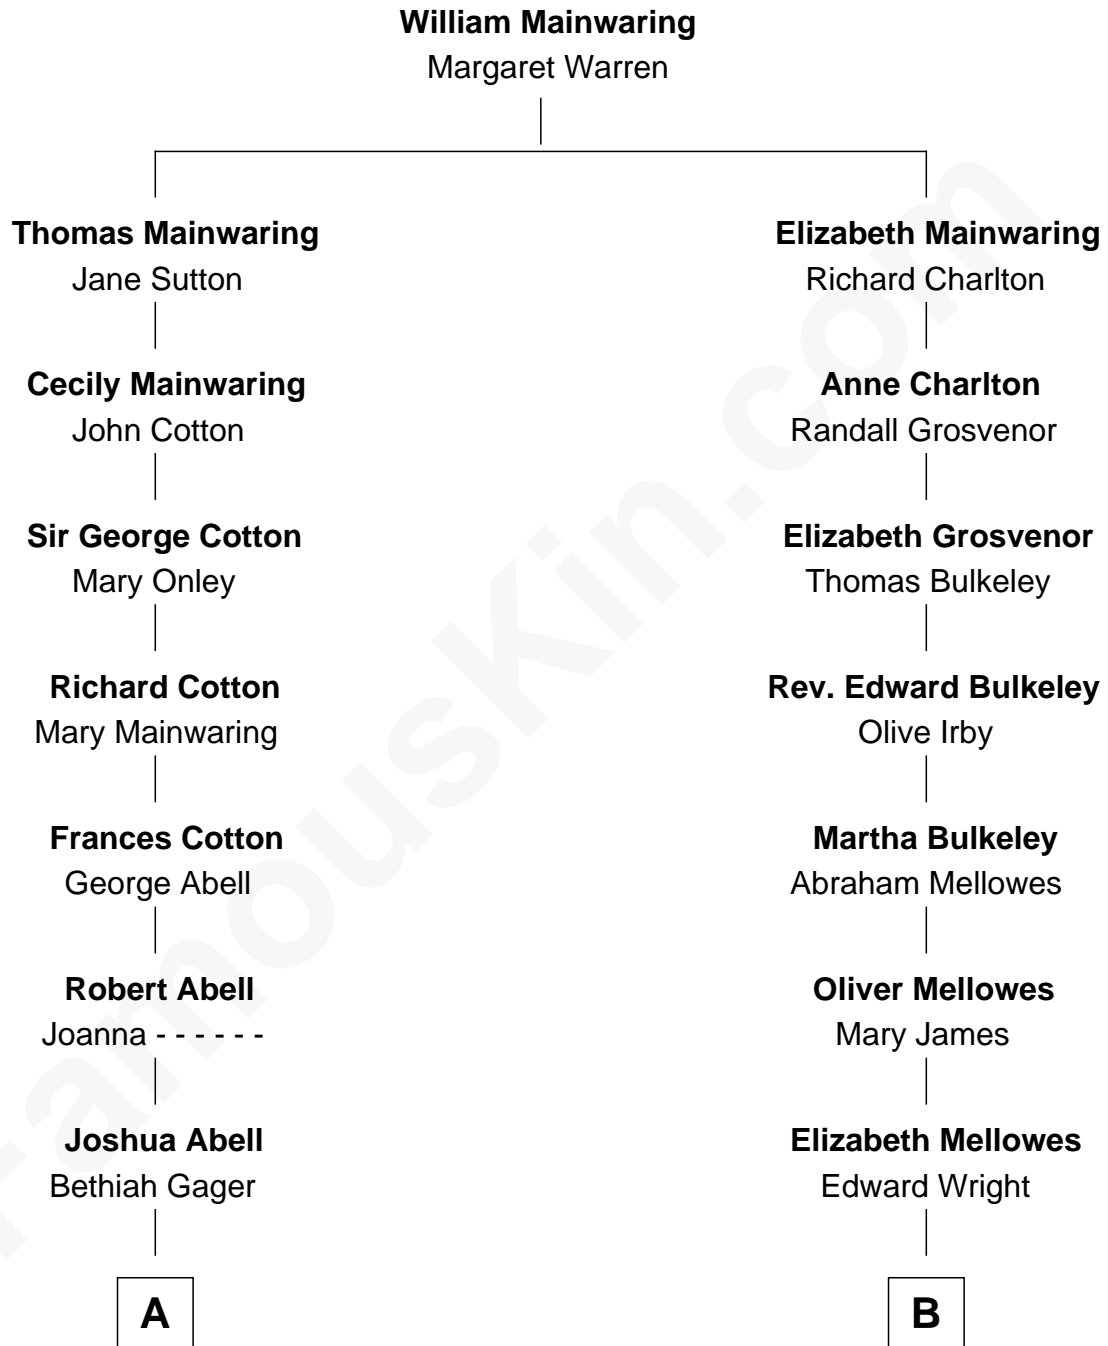 William Mainwaring
Margaret Warren
Thomas Mainwaring
Jane Sutton
Cecily Mainwaring
John Cotton
Sir George Cotton
Mary Onley
Richard Cotton
Mary Mainwaring
Frances Cotton
George Abell
Robert Abell
Joanna - - - - - -
Joshua Abell
Bethiah Gager
A
Elizabeth Mainwaring
Richard Charlton
Anne Charlton
Randall Grosvenor
Elizabeth Grosvenor
Thomas Bulkeley
Rev. Edward Bulkeley
Olive Irby
Martha Bulkeley
Abraham Mellowes
Oliver Mellowes
Mary James
Elizabeth Mellowes
Edward Wright
B
FamousKin.com